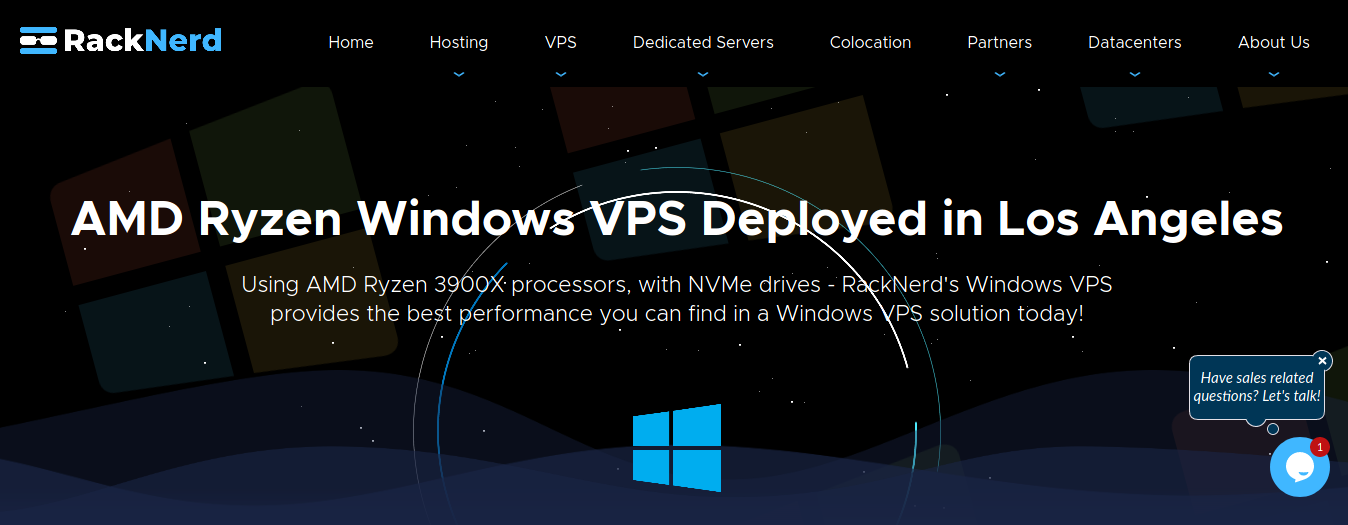 RackNerd
Home
Hosting
VPS
Dedicated Servers
Colocation
Partners
Datacenters
About Us
AMD Ryzen Windows VPS Deployed in Los Angeles
Using AMD Ryzen 3900X processors, with NVMe drives - RackNerd's Windows VPS
provides the best performance you can find in a Windows VPS solution today!
Have sales related
questions? Let's talk!
1